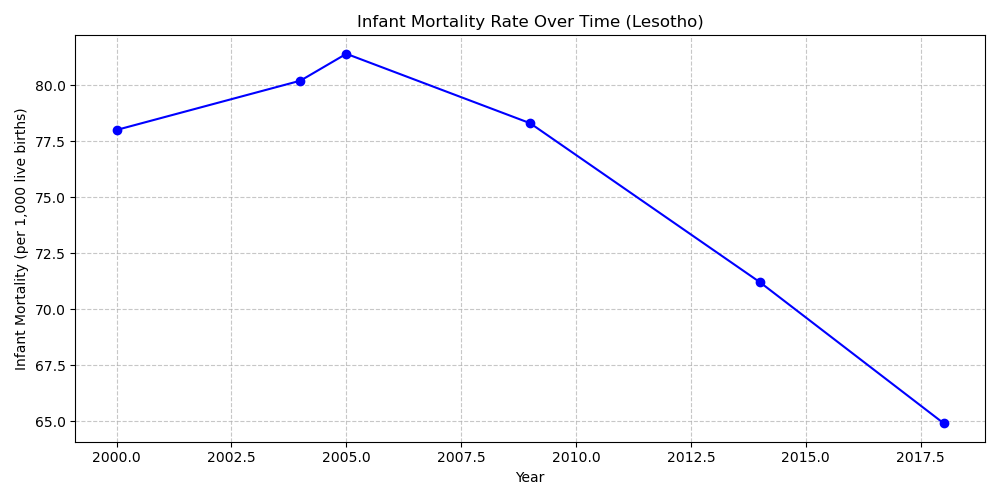 Infant Mortality Rate Over Time (Lesotho)
Infant Mortality (per 1,000 live births)
80.0
77.5
75.0
72.5
70.0
67.5
65.0
2000.0 2002.5 2005.0 2007.5 2010.0 2012.5 2015.0 2017.5
Year